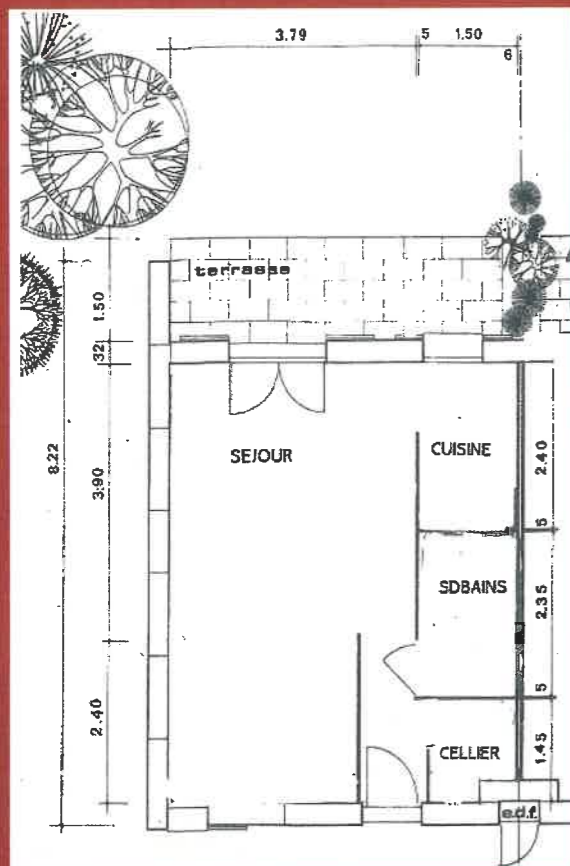 3.79 5 1.50
6
terrasse
1.50
32
8.22
3.90
2.40
SEJOUR
CUISINE
2.40
5
SDBAINS
2.35
5
CELLIER
1.45
e.d.f.